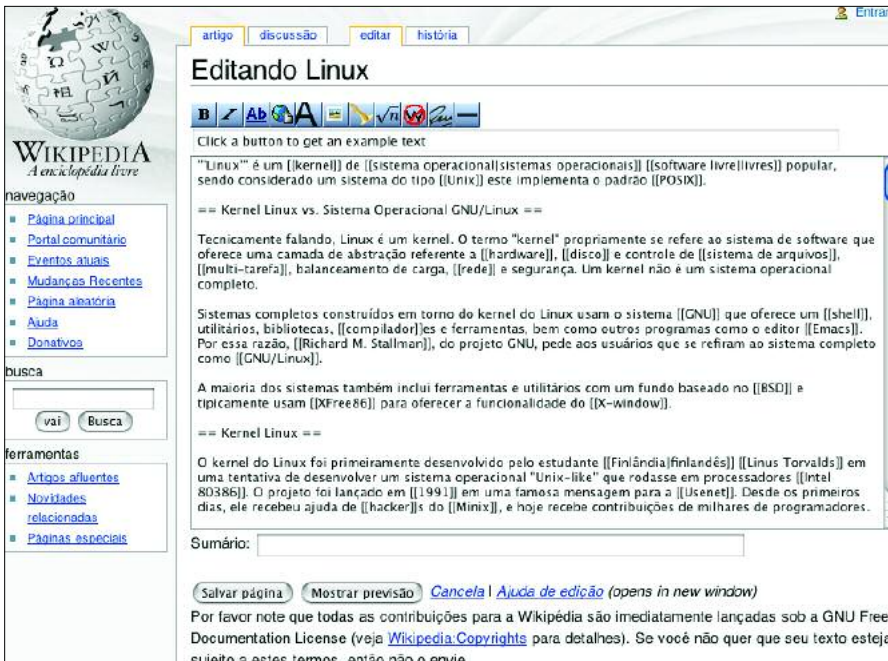 Entrar
artigo discussão editar história
Editando Linux
B I Ab A √n W
Click a button to get an example text
WIKIPEDIA
A enciclopédia livre
navegação
Página principal
Portal comunitário
Eventos atuais
Mudanças Recentes
Página aleatória
Ajuda
Donativos
busca
vai Busca
ferramentas
Artigos afluentes
Novidades
relacionadas
Páginas especiais
'''Linux''' é um [[kernel]] de [[sistema operacional|sistemas operacionais]] [[software livre|livres]] popular,
sendo considerado um sistema do tipo [[Unix]] este implementa o padrão [[POSIX]].
== Kernel Linux vs. Sistema Operacional GNU/Linux ==
Tecnicamente falando, Linux é um kernel. O termo "kernel" propriamente se refere ao sistema de software que
oferece uma camada de abstração referente a [[hardware]], [[disco]] e controle de [[sistema de arquivos]],
[[multi-tarefa]], balanceamento de carga, [[rede]] e segurança. Um kernel não é um sistema operacional
completo.
Sistemas completos construídos em torno do kernel do Linux usam o sistema [[GNU]] que oferece um [[shell]],
utilitários, bibliotecas, [[compilador]]es e ferramentas, bem como outros programas como o editor [[Emacs]].
Por essa razão, [[Richard M. Stallman]], do projeto GNU, pede aos usuários que se refiram ao sistema completo
como [[GNU/Linux]].
A maioria dos sistemas também inclui ferramentas e utilitários com um fundo baseado no [[BSD]] e
tipicamente usam [[XFree86]] para oferecer a funcionalidade do [[X-window]].
== Kernel Linux ==
O kernel do Linux foi primeiramente desenvolvido pelo estudante [[Finlândia|finlandês]] [[Linus Torvalds]] em
uma tentativa de desenvolver um sistema operacional "Unix-like" que rodasse em processadores [[Intel
80386]]. O projeto foi lançado em [[1991]] em uma famosa mensagem para a [[Usenet]]. Desde os primeiros
dias, ele recebeu ajuda de [[hacker]]s do [[Minix]], e hoje recebe contribuições de milhares de programadores.
Sumário:
Salvar página Mostrar previsão Cancela | Ajuda de edição (opens in new window)
Por favor note que todas as contribuições para a Wikipédia são imediatamente lançadas sob a GNU Free
Documentation License (veja Wikipedia:Copyrights para detalhes). Se você não quer que seu texto esteja
sujeito a estes termos, então não o envie.